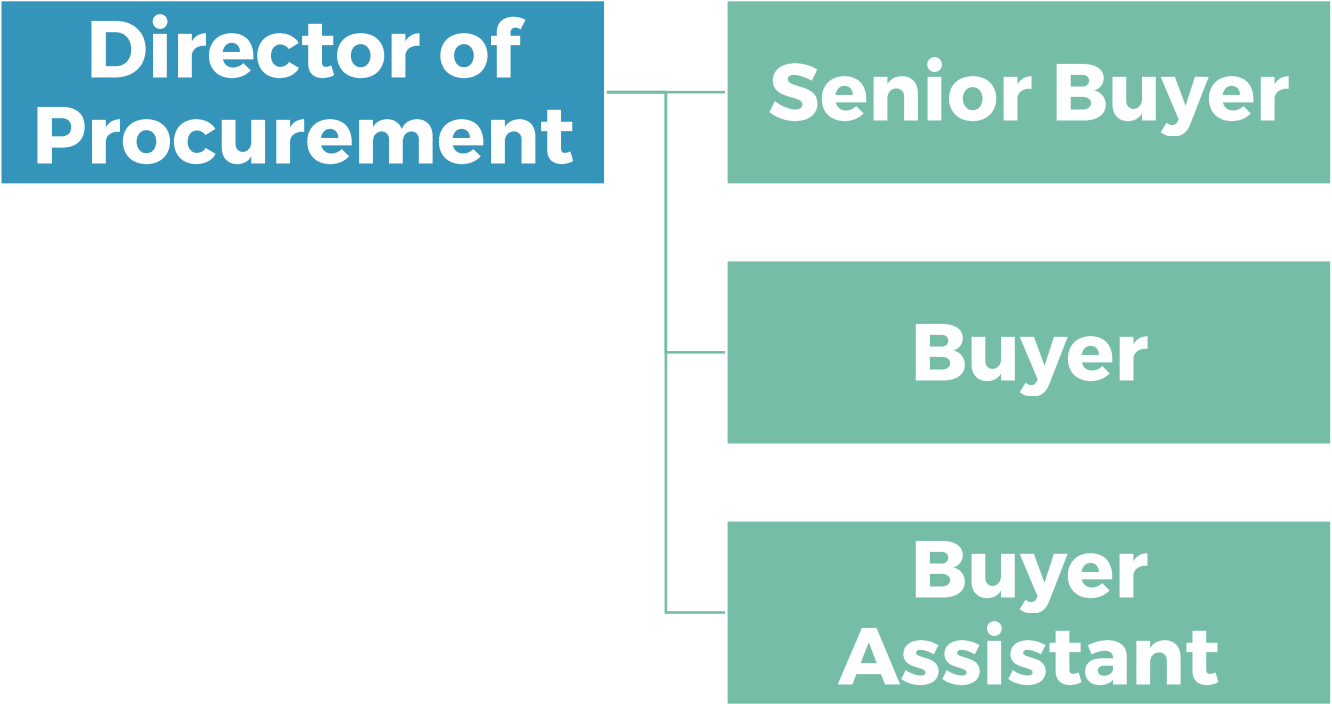 Director of
Procurement
Senior Buyer
Buyer
Buyer
Assistant